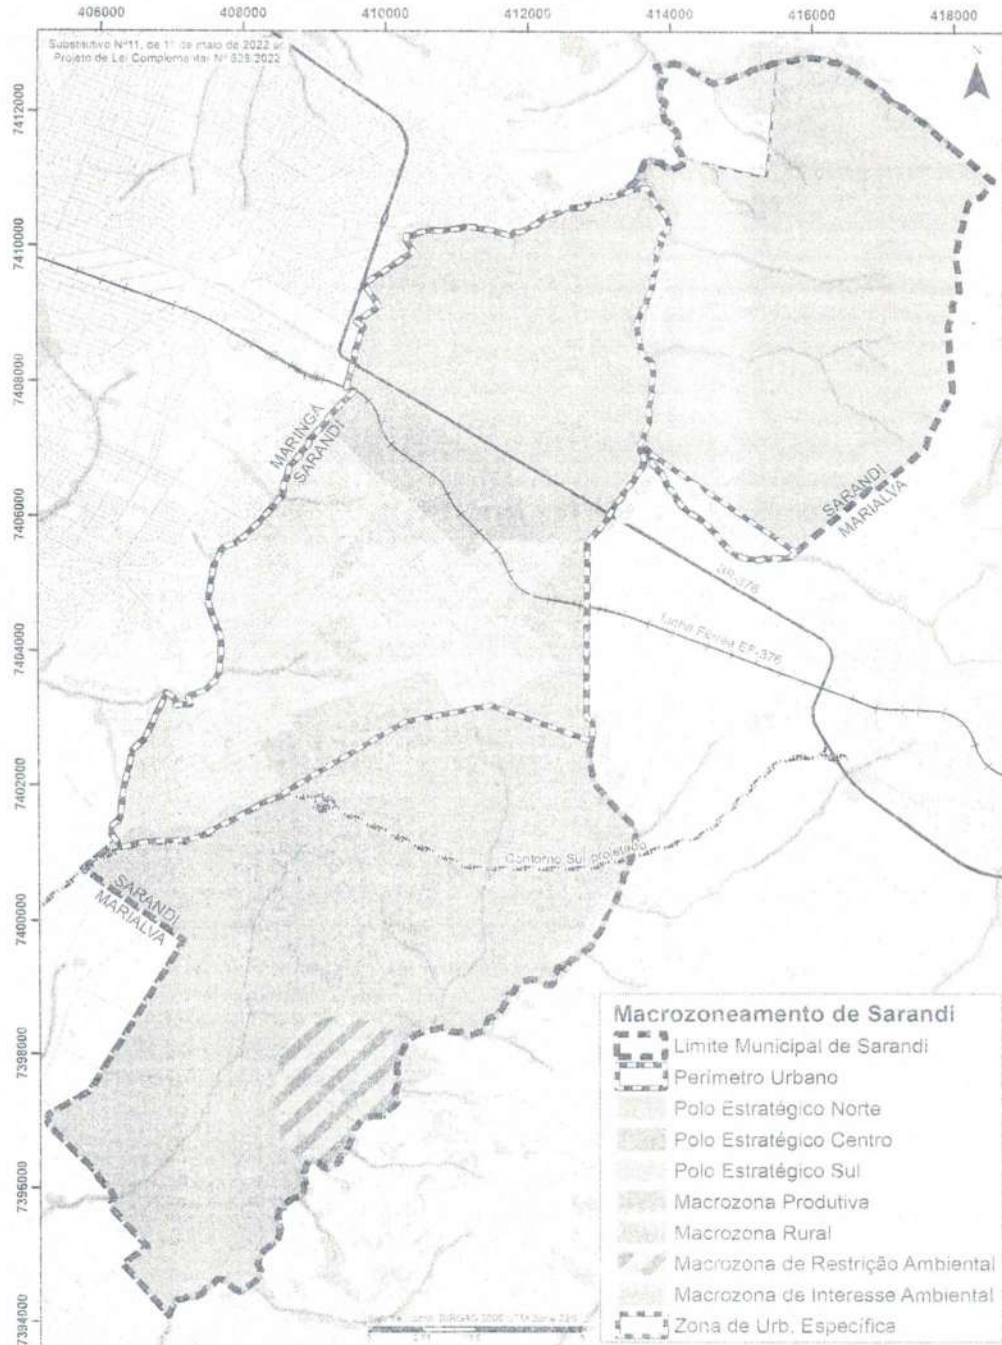 406000 408000 410000 412000 414000 416000 418000
Substitutivo Nº11, de 11 de maio de 2022 ao
Projeto de Lei Complementar Nº 528/2022
N
7412000
7410000
7408000
7406000
7404000
7402000
7400000
7398000
7396000
7394000
MARINGA
SARANDI
SARANDI
MARIALVA
BR-376
Linha Férrea EF-376
Contorno Sul projetado
SARANDI
MARIALVA
Macrozoneamento de Sarandi
Limite Municipal de Sarandi
Perímetro Urbano
Polo Estratégico Norte
Polo Estratégico Centro
Polo Estratégico Sul
Macrozona Produtiva
Macrozona Rural
Macrozona de Restrição Ambiental
Macrozona de Interesse Ambiental
Zona de Urb. Específica